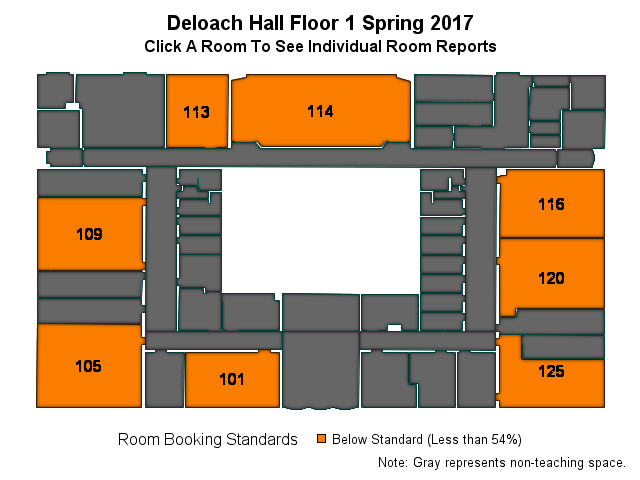 Deloach Hall Floor 1 Spring 2017
Click A Room To See Individual Room Reports
113
114
116
109
120
105
101
125
Room Booking Standards
Below Standard (Less than 54%)
Note: Gray represents non-teaching space.